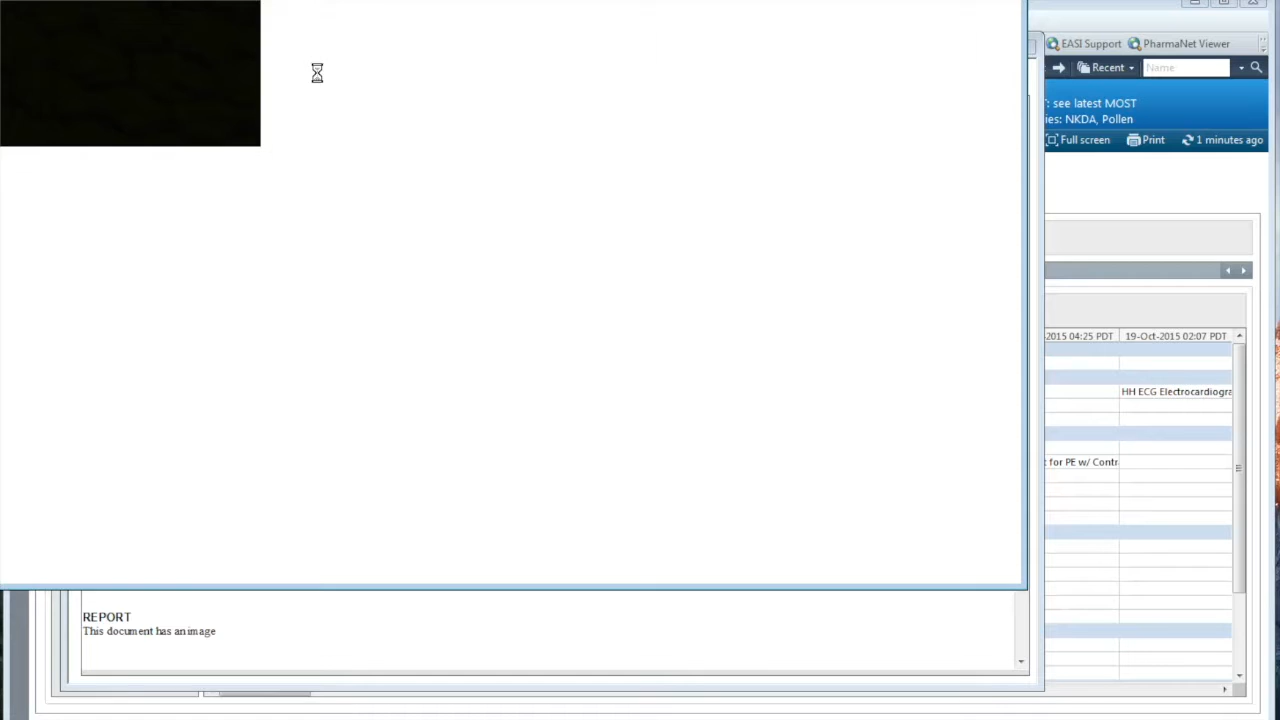 EASI Support PharmaNet Viewer
Recent Name
: see latest MOST
ies: NKDA, Pollen
Full screen Print 1 minutes ago
2015 04:25 PDT 19-Oct-2015 02:07 PDT
HH ECG Electrocardiogra
for PE w/ Contr
REPORT
This document has an image